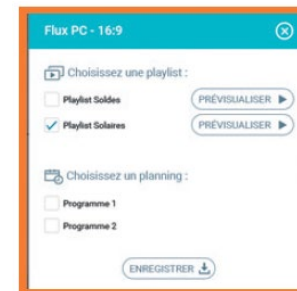 Flux PC - 16:9
Choisissez une playlist :
Playlist Soldes
PRÉVISUALISER
Playlist Solaires
PRÉVISUALISER
Choisissez un planning :
Programme 1
Programme 2
ENREGISTRER